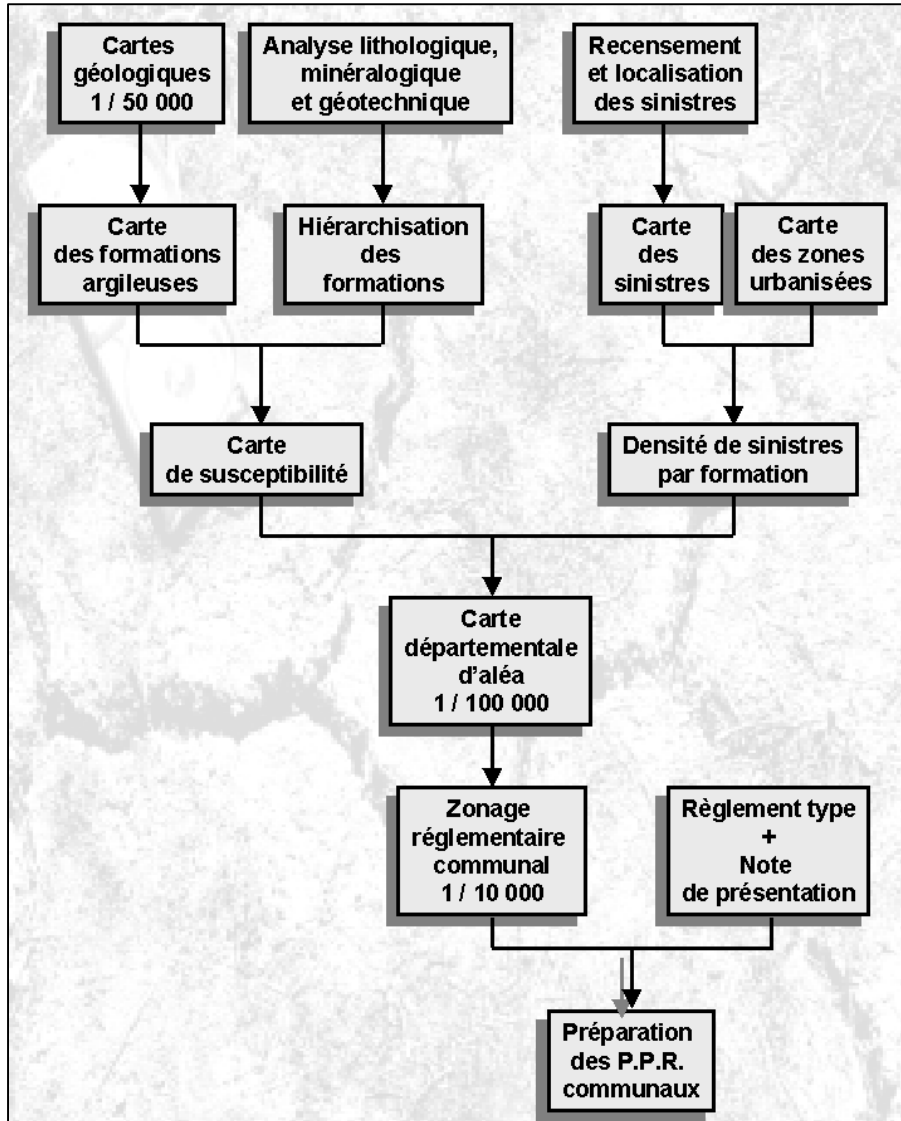 Cartes
géologiques
1 / 50 000
Analyse lithologique,
minéralogique
et géotechnique
Recensement
et localisation
des sinistres
Carte
des formations
argileuses
Hiérarchisation
des
formations
Carte
des
sinistres
Carte
des zones
urbanisées
Carte
de susceptibilité
Densité de sinistres
par formation
Carte
départementale
d'aléa
1 / 100 000
Zonage
réglementaire
communal
1 / 10 000
Règlement type
+
Note
de présentation
Préparation
des P.P.R.
communaux